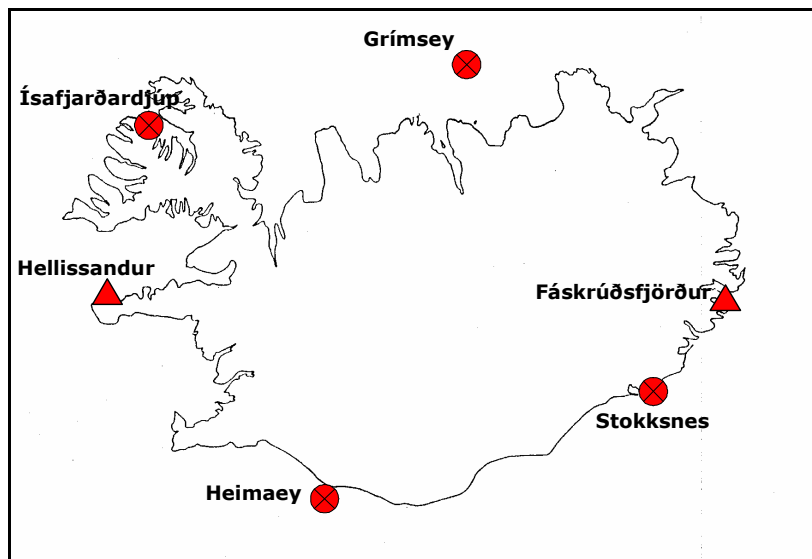 Grímsey
Ísafjarðardjúp
Hellissandur
Fáskrúðsfjörður
Stokksnes
Heimaey